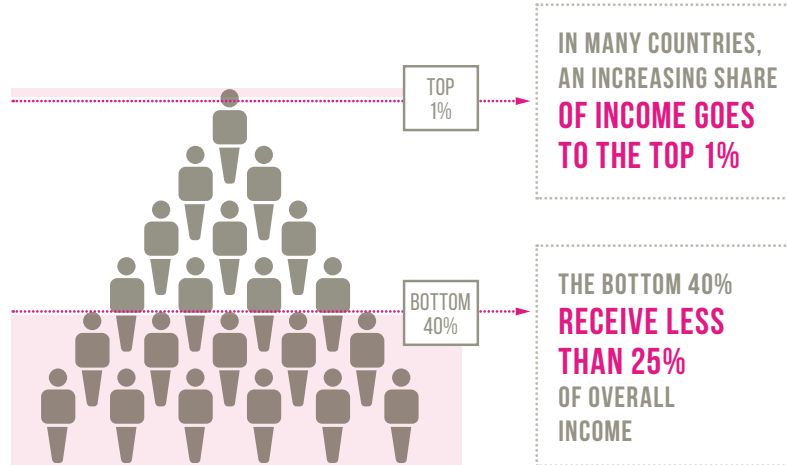 TOP
1%
IN MANY COUNTRIES,
AN INCREASING SHARE
OF INCOME GOES
TO THE TOP 1%
BOTTOM
40%
THE BOTTOM 40%
RECEIVE LESS
THAN 25%
OF OVERALL
INCOME